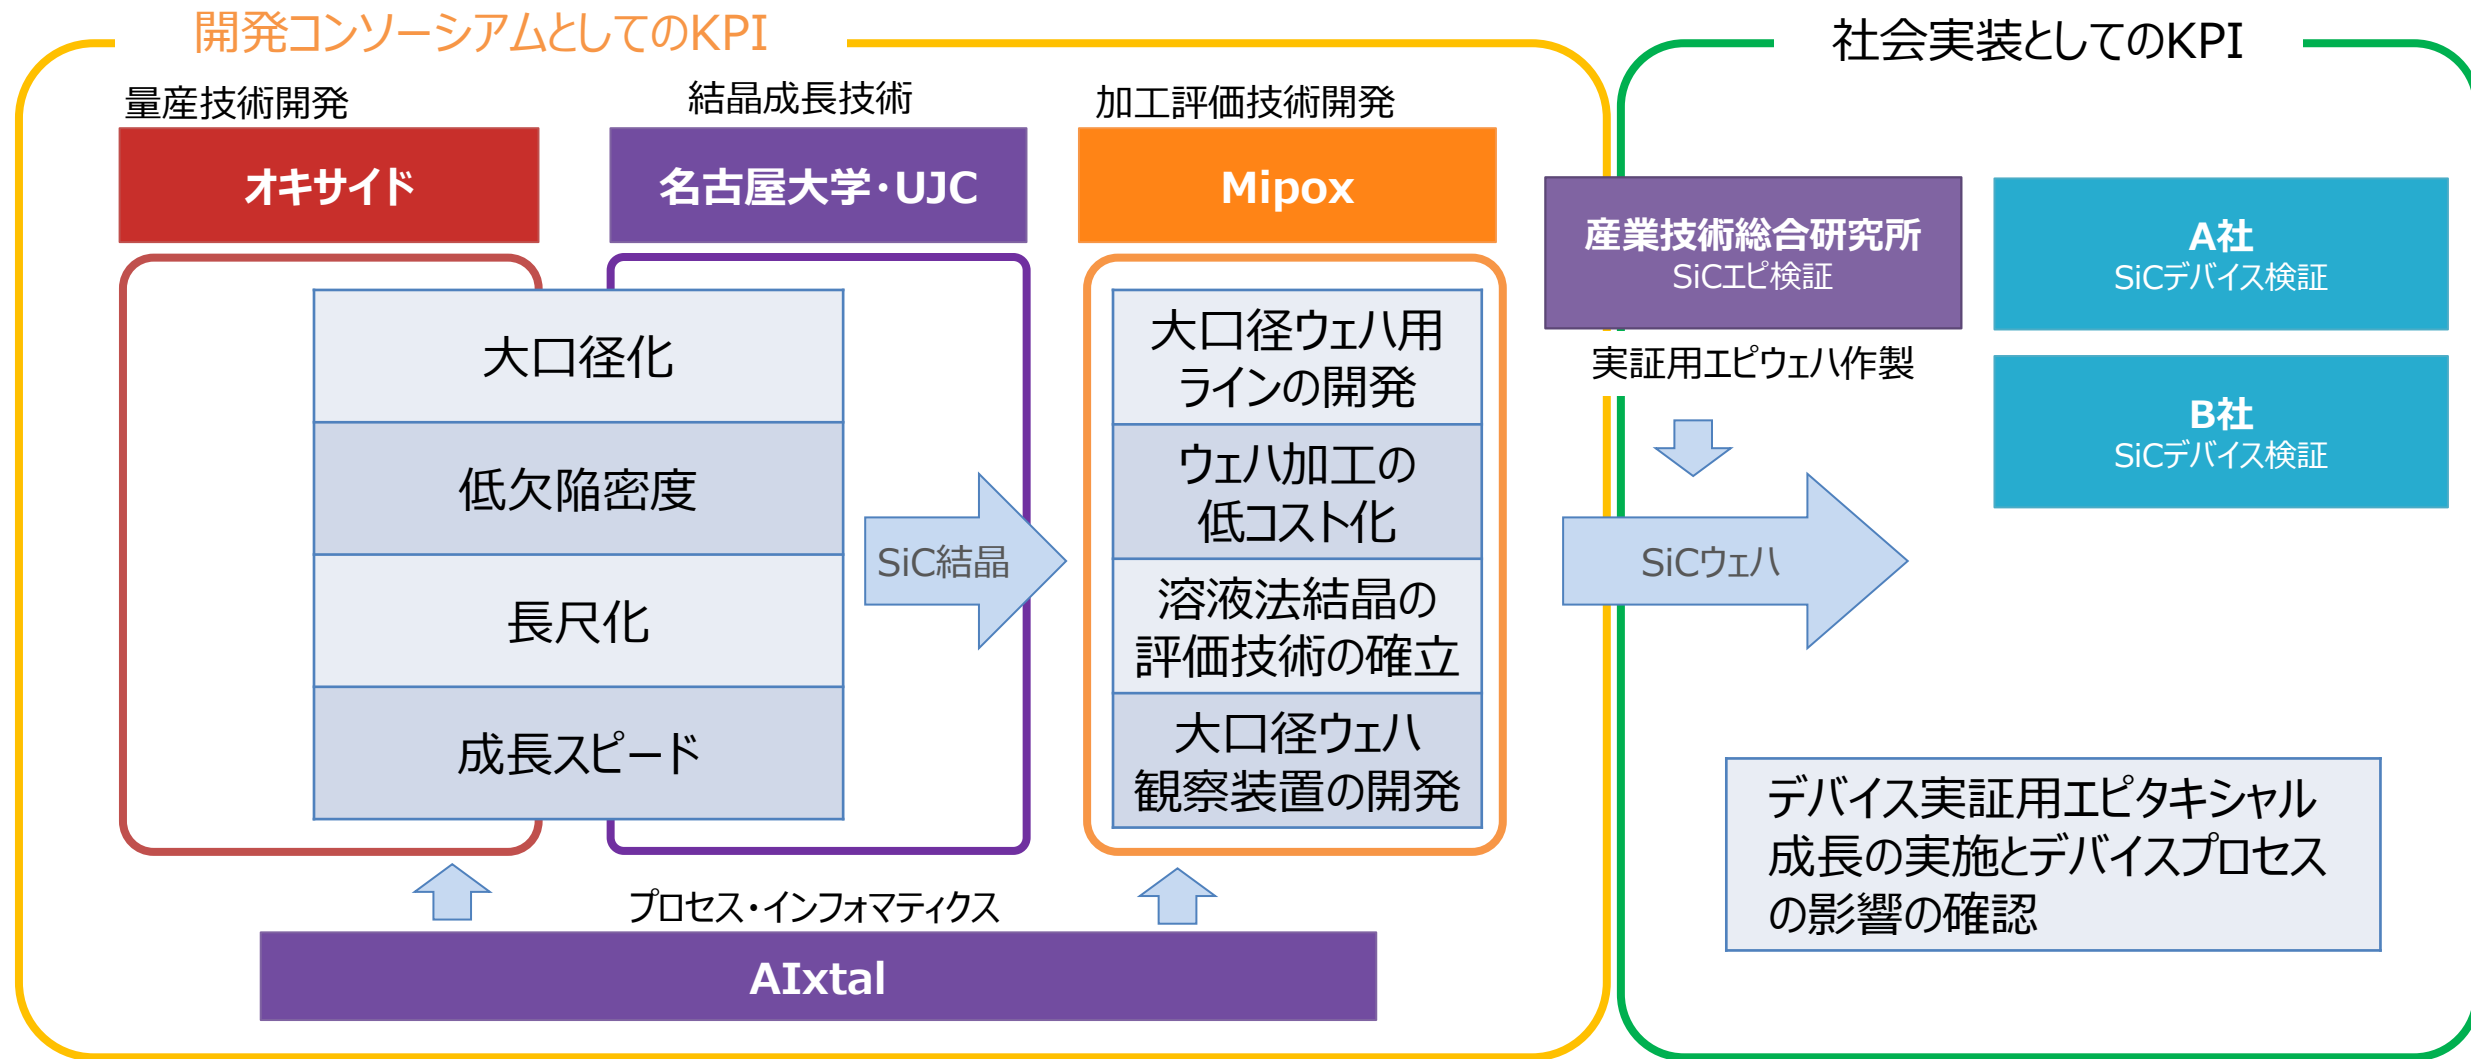 開発コンソーシアムとしてのKPI
社会実装としてのKPI
量産技術開発
結晶成長技術
加工評価技術開発
オキサイド
名古屋大学・UJC
Mipox
産業技術総合研究所
SiCエピ検証
A社
SiCデバイス検証
B社
SiCデバイス検証
実証用エピウェハ作製
大口径化
低欠陥密度
長尺化
成長スピード
SiC結晶
大口径ウェハ用
ラインの開発
ウェハ加工の
低コスト化
溶液法結晶の
評価技術の確立
大口径ウェハ
観察装置の開発
SiCウェハ
デバイス実証用エピタキシャル
成長の実施とデバイスプロセス
の影響の確認
プロセス・インフォマティクス
AIxtal